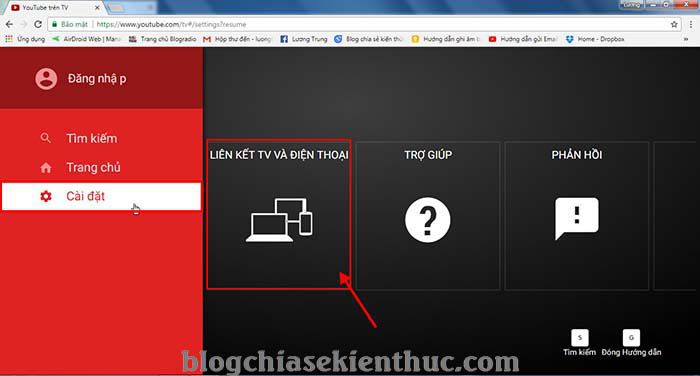 YouTube trên TV
Lương
Bảo mật | https://www.youtube.com/tv#/settings?resume
Ứng dụng
AirDroid Web | Mana
Trang chủ Blogradio
Hộp thư đến - luong
Lương Trung
Blog chia sẻ kiến thức
Hướng dẫn ghi âm b
Hướng dẫn gửi Email
Home - Dropbox
Đăng nhậ p
Tìm kiếm
Trang chủ
Cài đặt
LIÊN KẾT TV VÀ ĐIỆN THOẠI
TRỢ GIÚP
PHẢN HỒI
S
G
Tìm kiếm
Đóng Hướng dẫn
blogchiasekienthuc.com